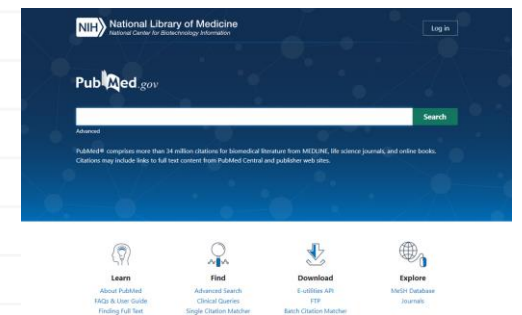 NIH National Library of Medicine
National Center for Biotechnology Information
Log in
PubMed.gov
Search
Advanced
PubMed® comprises more than 34 million citations for biomedical literature from MEDLINE, life science journals, and online books.
Citations may include links to full text content from PubMed Central and publisher web sites.
Learn
About PubMed
FAQs & User Guide
Finding Full Text
Find
Advanced Search
Clinical Queries
Single Citation Matcher
Download
E-utilities API
FTP
Batch Citation Matcher
Explore
MeSH Database
Journals